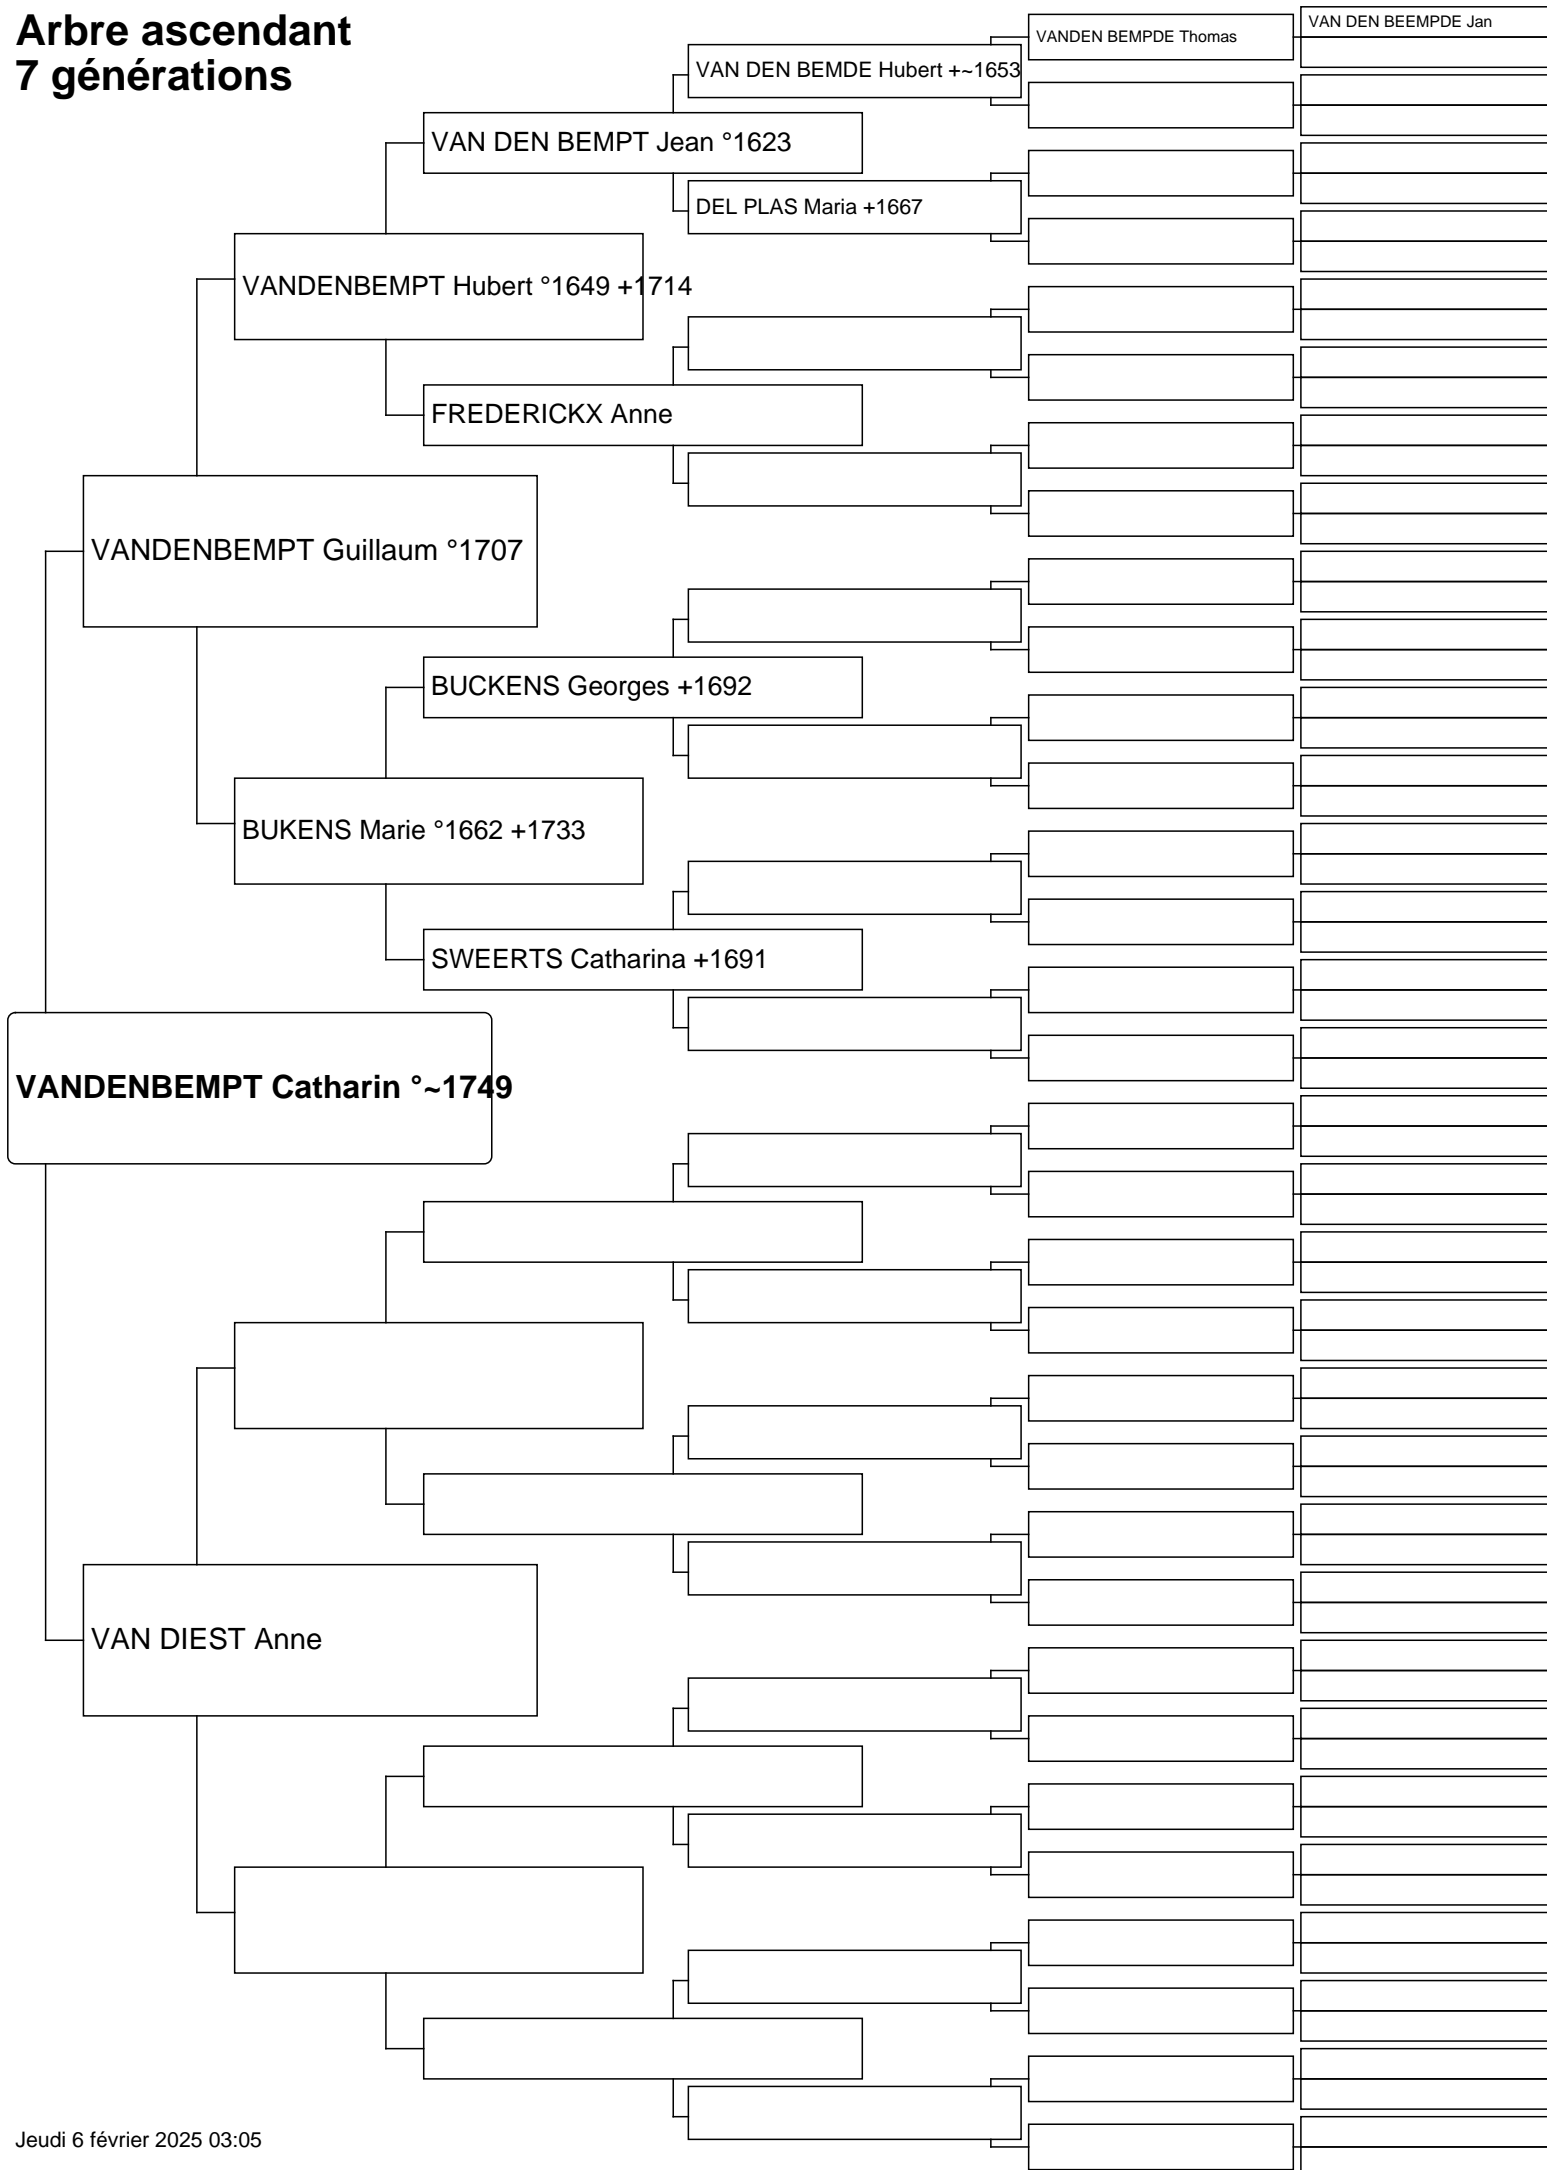 Arbre ascendant
7 générations
VAN DEN BEEMPDE Jan
VANDEN BEMPDE Thomas
VAN DEN BEMDE Hubert +~1653
VAN DEN BEMPT Jean °1623
DEL PLAS Maria +1667
VANDENBEMPT Hubert °1649 +1714
FREDERICKX Anne
VANDENBEMPT Guillaum °1707
BUCKENS Georges +1692
BUKENS Marie °1662 +1733
SWEERTS Catharina +1691
VANDENBEMPT Catharin °~1749
VAN DIEST Anne
Jeudi 6 février 2025 03:05